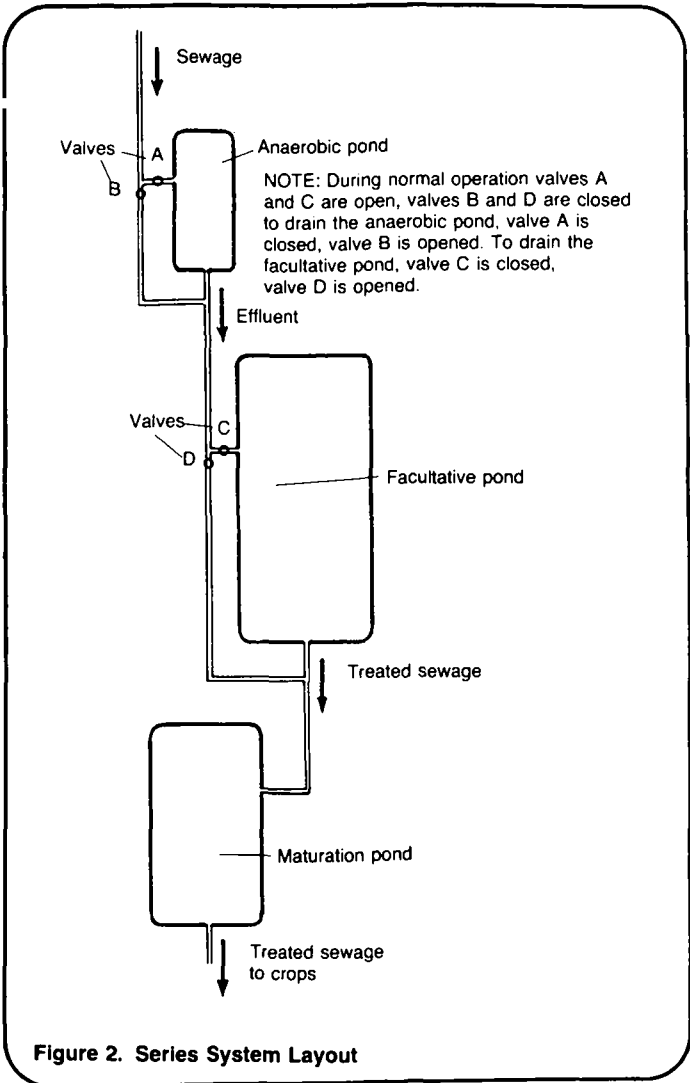 Sewage
Valves
A
B
Anaerobic pond
NOTE: During normal operation valves A
and C are open, valves B and D are closed
to drain the anaerobic pond, valve A is
closed, valve B is opened. To drain the
facultative pond, valve C is closed,
valve D is opened.
Effluent
Valves
C
D
Facultative pond
Treated sewage
Maturation pond
Treated sewage
to crops
Figure 2. Series System Layout